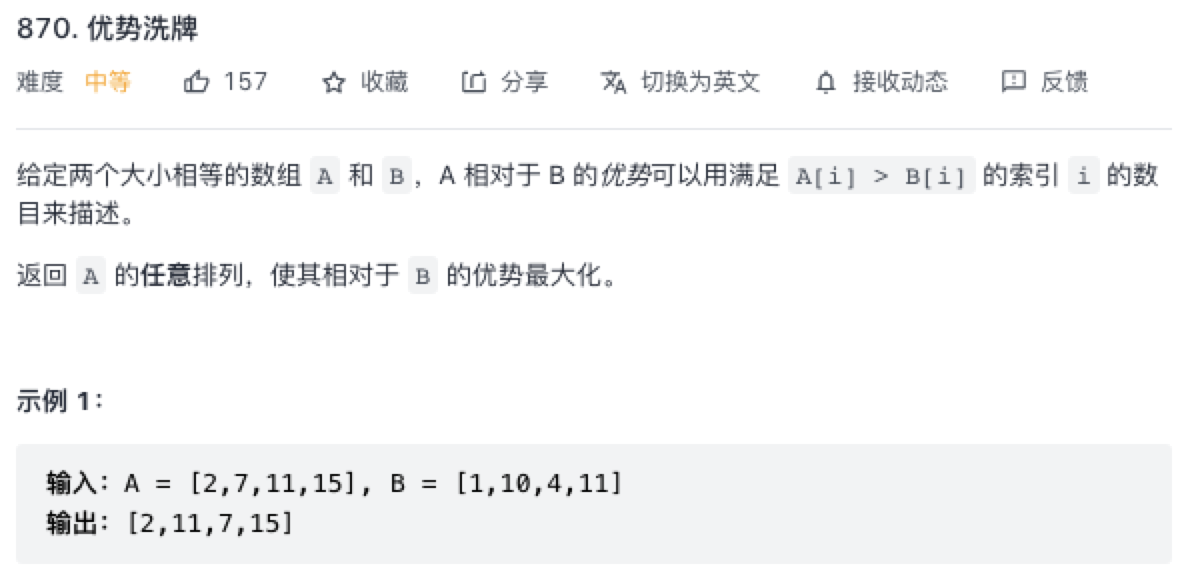 870. 优势洗牌
难度 中等 157 收藏 分享 切换为英文 接收动态 反馈
给定两个大小相等的数组 A 和 B，A 相对于 B 的优势可以用满足 A[i] > B[i] 的索引 i 的数
目来描述。
返回 A 的任意排列，使其相对于 B 的优势最大化。
示例 1：
输入：A = [2,7,11,15], B = [1,10,4,11]
输出：[2,11,7,15]